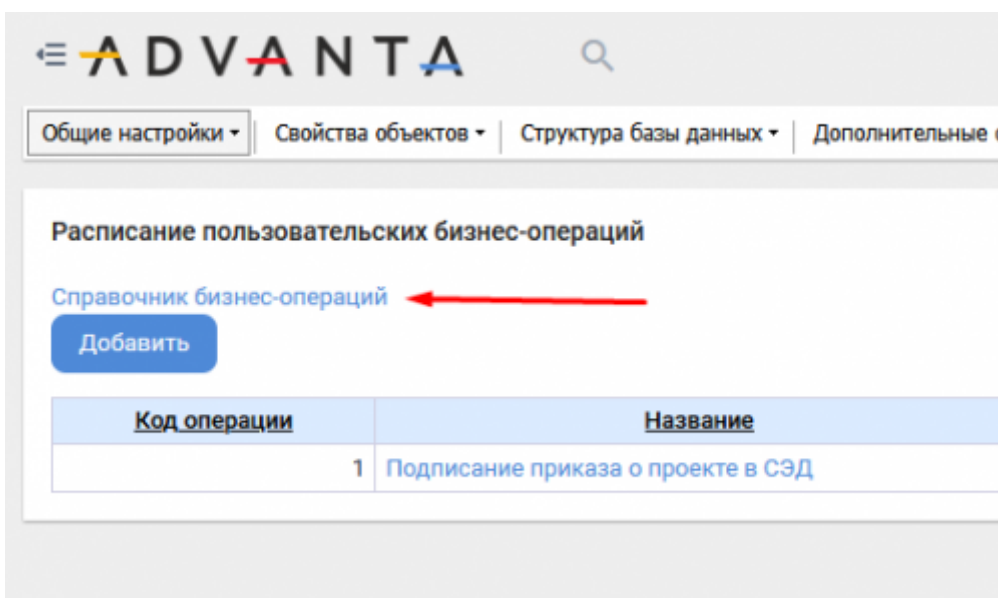 ADVANTA
Общие настройки Свойства объектов Структура базы данных Дополнительные
Расписание пользовательских бизнес-операций
Справочник бизнес-операций
Добавить
Код операции Название
1 Подписание приказа о проекте в СЭД